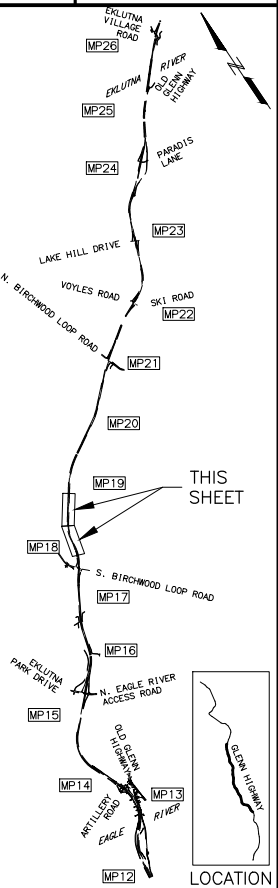 EKLUTNA
VILLAGE
ROAD
MP26
EKLUTNA RIVER
OLD
GLENN
HIGHWAY
MP25
PARADIS
LANE
MP24
MP23
LAKE HILL DRIVE
VOYLES ROAD
SKI ROAD
MP22
N. BIRCHWOOD LOOP ROAD
MP21
MP20
MP19
THIS
SHEET
MP18
S. BIRCHWOOD LOOP ROAD
MP17
MP16
EKLUTNA
PARK DRIVE
N. EAGLE RIVER
ACCESS ROAD
MP15
OLD GLENN
HIGHWAY
MP14
MP13
ARTILLERY
ROAD
EAGLE RIVER
MP12
GLENN HIGHWAY
LOCATION
N